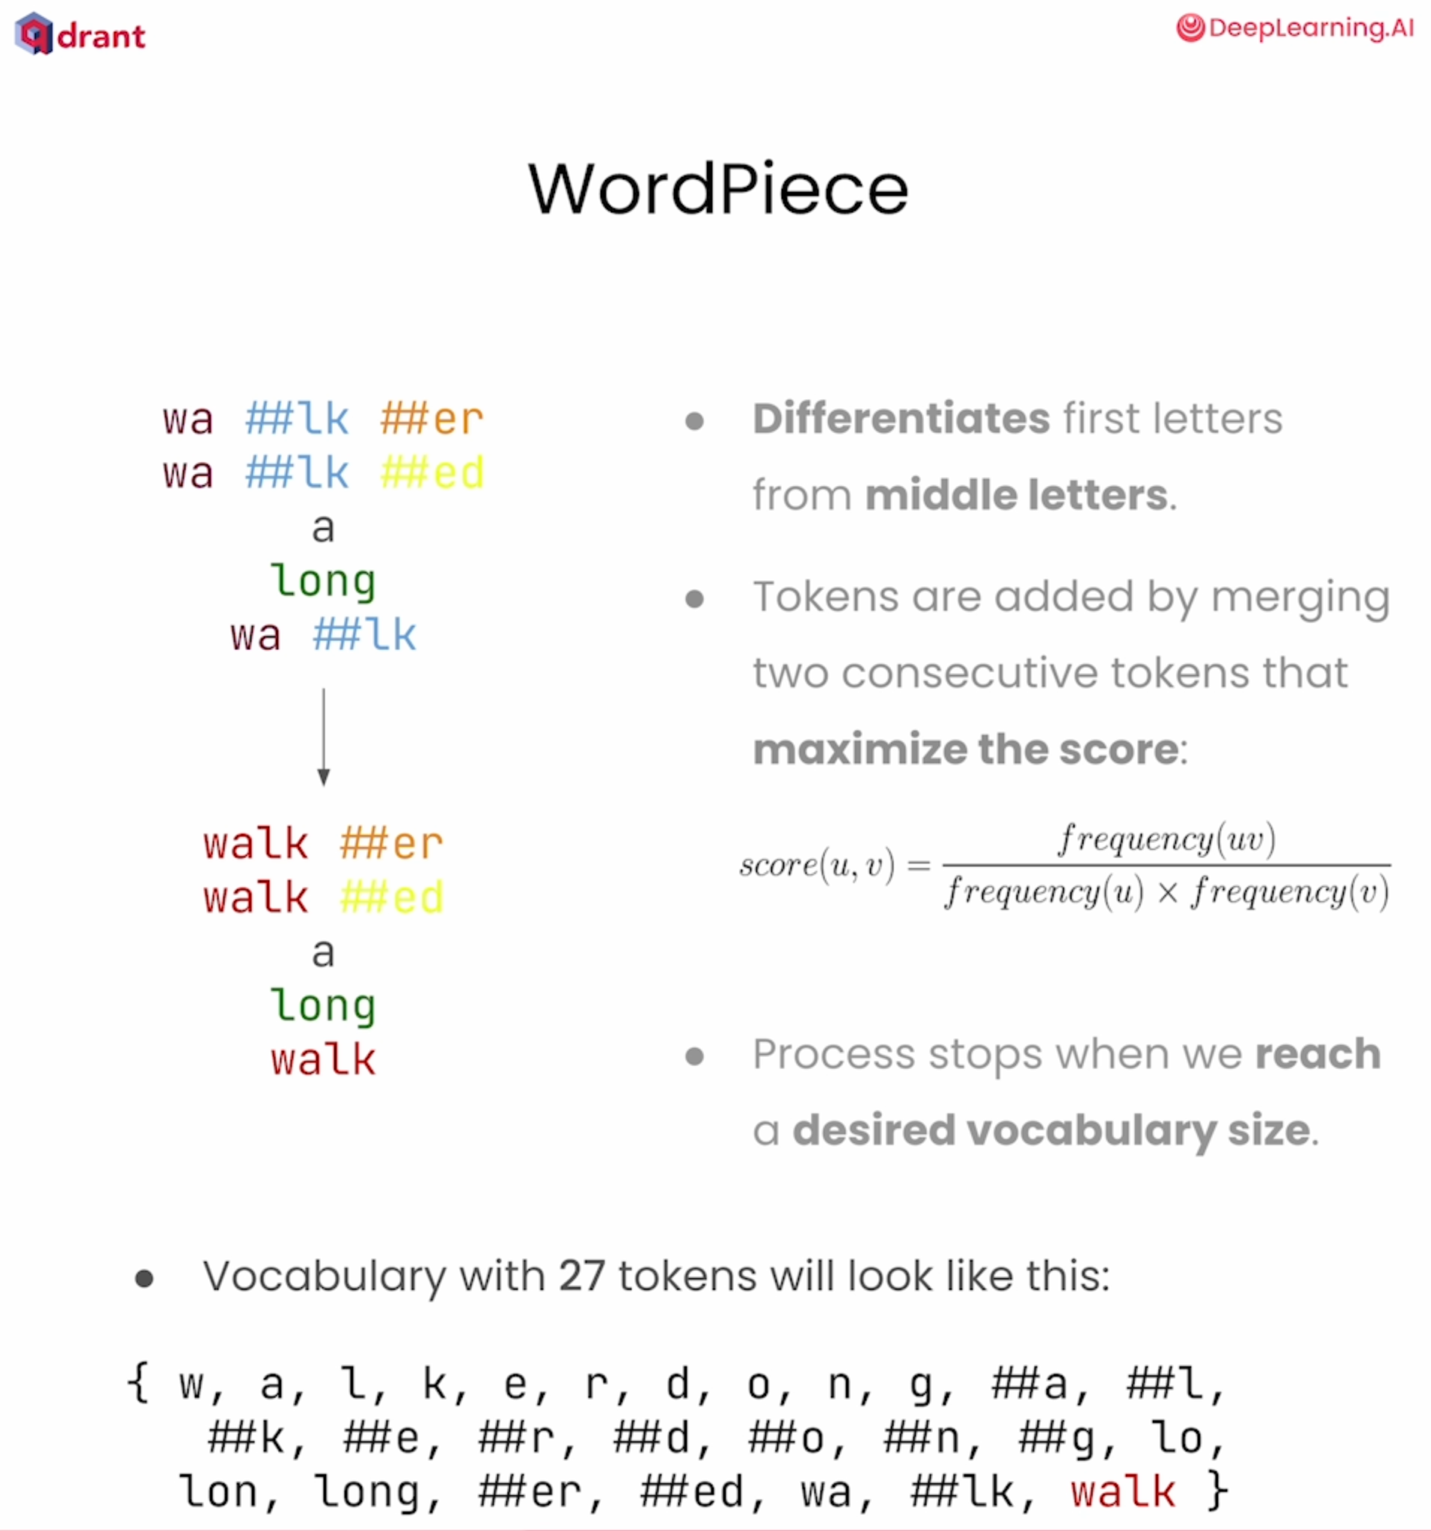 qdrant
DeepLearning.AI
WordPiece
wa ##lk ##er
wa ##lk ##ed
a
long
wa ##lk
walk ##er
walk ##ed
a
long
walk
● Differentiates first letters
from middle letters.
● Tokens are added by merging
two consecutive tokens that
maximize the score:
score(u, v) = frequency(uv) / frequency(u) × frequency(v)
● Process stops when we reach
a desired vocabulary size.
● Vocabulary with 27 tokens will look like this:
{ w, a, l, k, e, r, d, o, n, g, ##a, ##l,
##k, ##e, ##r, ##d, ##o, ##n, ##g, lo,
lon, long, ##er, ##ed, wa, ##lk, walk }